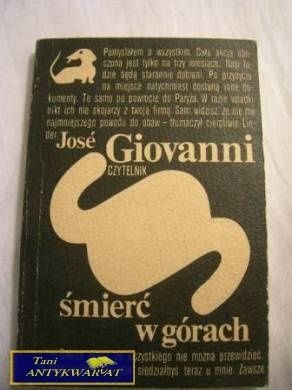 Pomyślałem o wszystkim. Cała akcja obli-
czona jest tylko na trzy miesiące. Nasi lu-
dzie będą starannie dobrani. Po przybyciu
na miejsce natychmiast dostaną inne do-
kumenty. To samo po powrocie do Paryża. W razie wpadki
nikt ich nie skojarzy z twoją firmą. Sam widzisz, że nie ma
najmniejszego powodu do obaw – tłumaczył cierpliwie Lin-
der
José Giovanni
CZYTELNIK
śmierć
w górach
wszystkiego nie można przewidzieć.
siedziałbyś teraz u mnie. Zawsze
Tani
ANTYKWARYAT